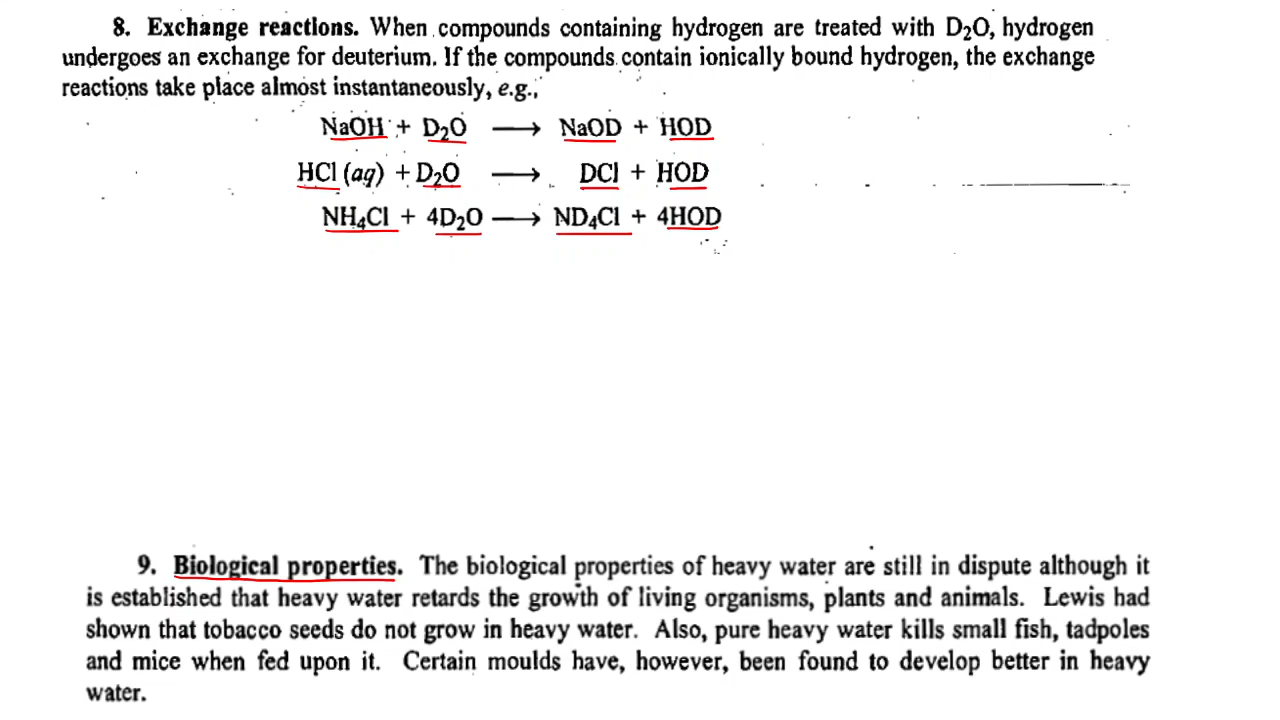 8. Exchange reactions. When compounds containing hydrogen are treated with D₂O, hydrogen
undergoes an exchange for deuterium. If the compounds contain ionically bound hydrogen, the exchange
reactions take place almost instantaneously, e.g.,
NaOH + D₂O ⟶ NaOD + HOD
HCl (aq) + D₂O ⟶ DCl + HOD
NH₄Cl + 4D₂O ⟶ ND₄Cl + 4HOD
9. Biological properties. The biological properties of heavy water are still in dispute although it
is established that heavy water retards the growth of living organisms, plants and animals. Lewis had
shown that tobacco seeds do not grow in heavy water. Also, pure heavy water kills small fish, tadpoles
and mice when fed upon it. Certain moulds have, however, been found to develop better in heavy
water.